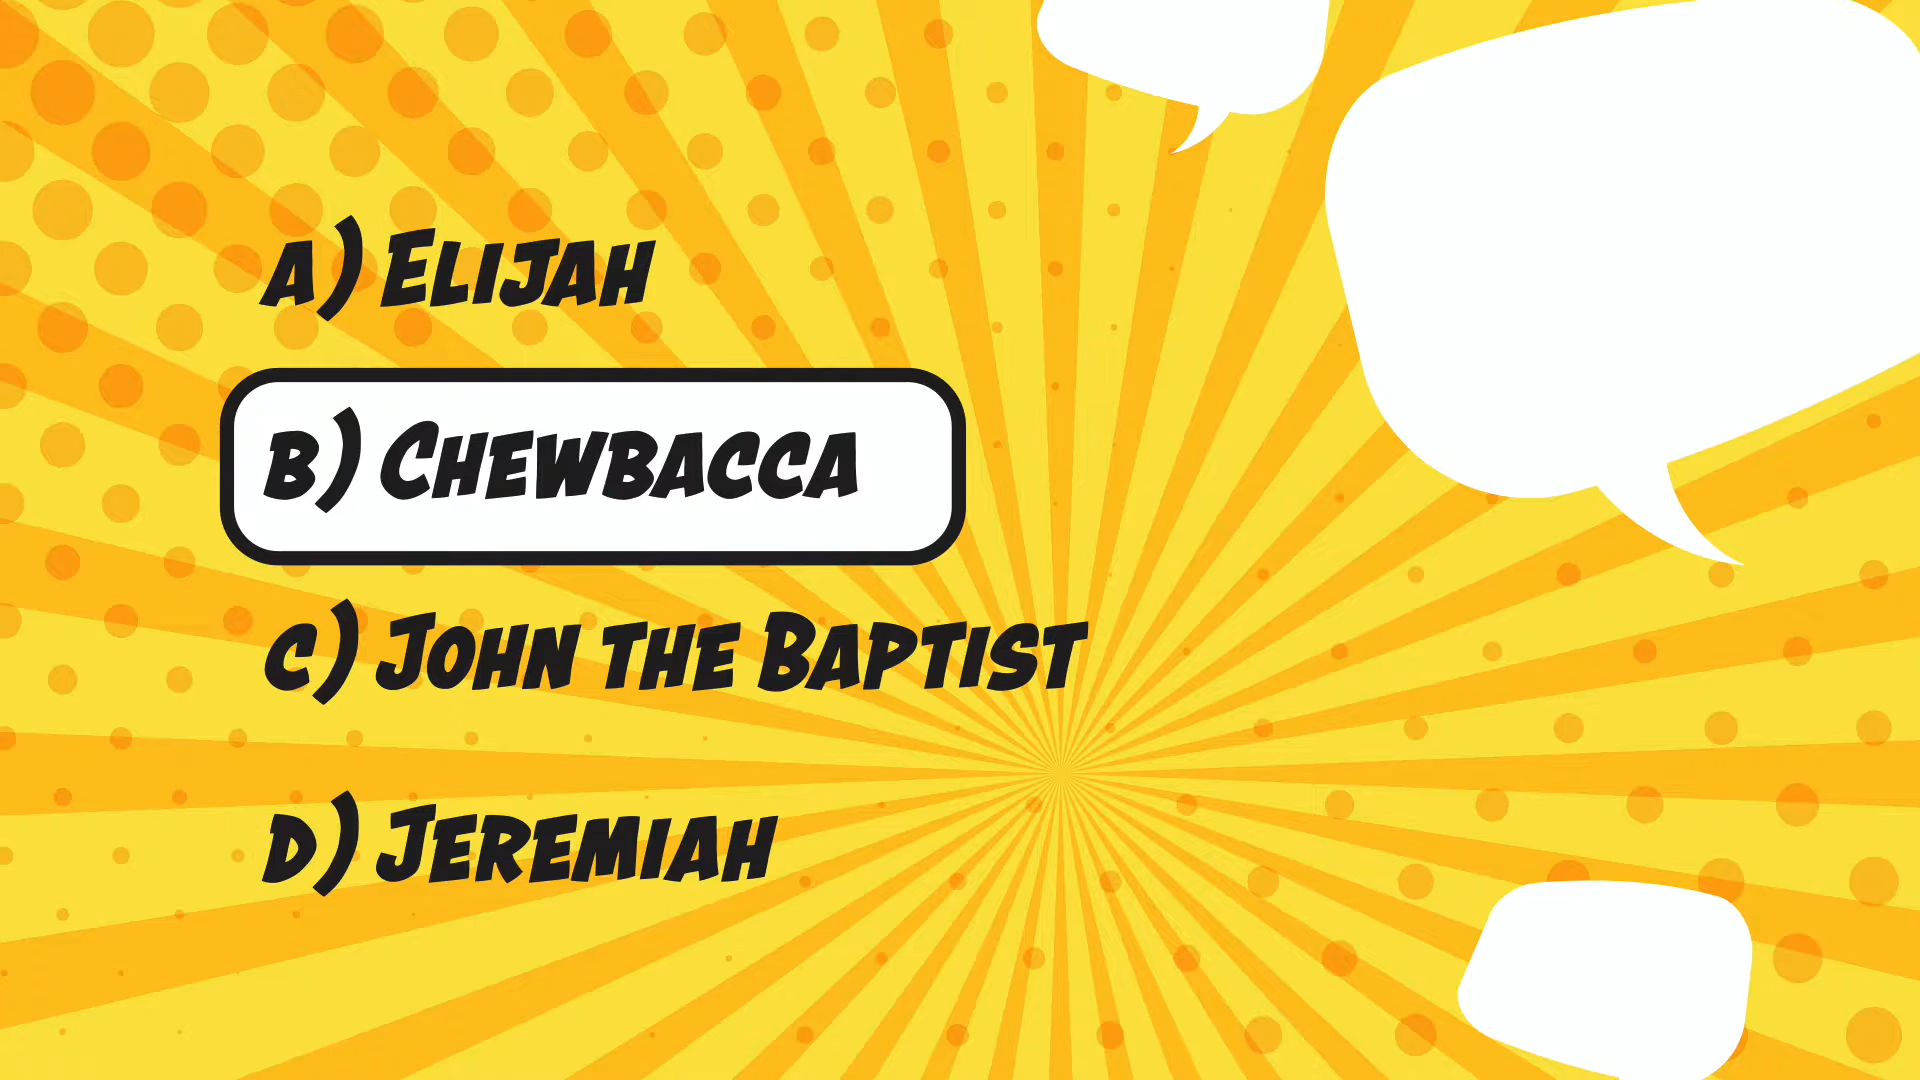 A) Elijah
B) Chewbacca
C) John the Baptist
D) Jeremiah